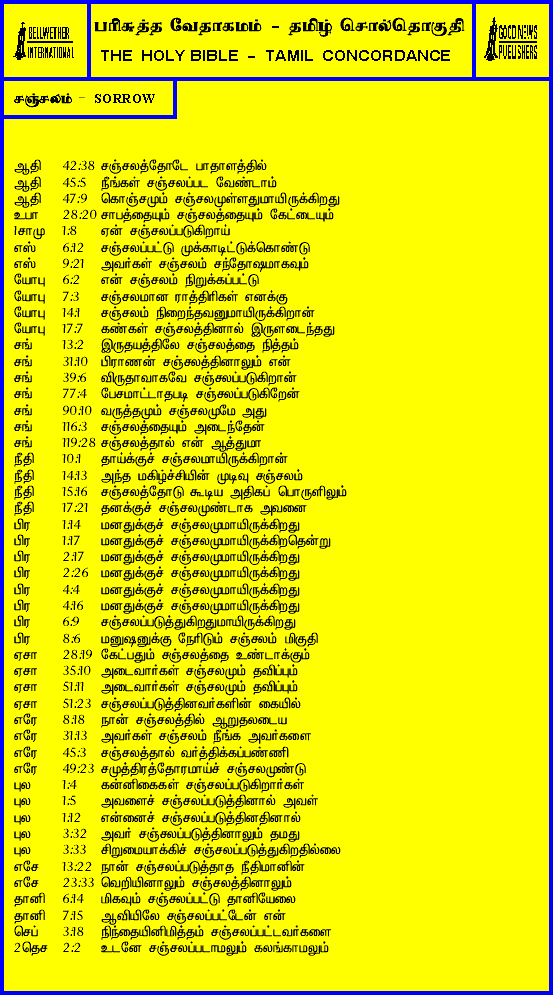 BELLWETHER
INTERNATIONAL
பரிசுத்த வேதாகமம் - தமிழ் சொல்தொகுதி
THE HOLY BIBLE - TAMIL CONCORDANCE
GOOD NEWS
PUBLISHERS
சஞ்சலம் - SORROW
ஆதி 42:38 சஞ்சலத்தோடே பாதாளத்தில்
ஆதி 45:5 நீங்கள் சஞ்சலப்பட வேண்டாம்
ஆதி 47:9 கொஞ்சமும் சஞ்சலமுள்ளதுமாயிருக்கிறது
உபா 28:20 சாபத்தையும் சஞ்சலத்தையும் கேட்டையும்
1சாமு 1:8 ஏன் சஞ்சலப்படுகிறாய்
எஸ் 6:12 சஞ்சலப்பட்டு முக்காடிட்டுக்கொண்டு
எஸ் 9:21 அவர்கள் சஞ்சலம் சந்தோஷமாகவும்
யோபு 6:2 என் சஞ்சலம் நிறுக்கப்பட்டு
யோபு 7:3 சஞ்சலமான ராத்திரிகள் எனக்கு
யோபு 14:1 சஞ்சலம் நிறைந்தவனுமாயிருக்கிறான்
யோபு 17:7 கண்கள் சஞ்சலத்தினால் இருளடைந்தது
சங் 13:2 இருதயத்திலே சஞ்சலத்தை நித்தம்
சங் 31:10 பிராணன் சஞ்சலத்தினாலும் என்
சங் 39:6 விருதாவாகவே சஞ்சலப்படுகிறான்
சங் 77:4 பேசமாட்டாதபடி சஞ்சலப்படுகிறேன்
சங் 90:10 வருத்தமும் சஞ்சலமுமே அது
சங் 116:3 சஞ்சலத்தையும் அடைந்தேன்
சங் 119:28 சஞ்சலத்தால் என் ஆத்துமா
நீதி 10:1 தாய்க்குச் சஞ்சலமாயிருக்கிறான்
நீதி 14:13 அந்த மகிழ்ச்சியின் முடிவு சஞ்சலம்
நீதி 15:16 சஞ்சலத்தோடு கூடிய அதிகப் பொருளிலும்
நீதி 17:21 தனக்குச் சஞ்சலமுண்டாக அவனை
பிர 1:14 மனதுக்குச் சஞ்சலமுமாயிருக்கிறது
பிர 1:17 மனதுக்குச் சஞ்சலமுமாயிருக்கிறதென்று
பிர 2:17 மனதுக்குச் சஞ்சலமுமாயிருக்கிறது
பிர 2:26 மனதுக்குச் சஞ்சலமுமாயிருக்கிறது
பிர 4:4 மனதுக்குச் சஞ்சலமுமாயிருக்கிறது
பிர 4:16 மனதுக்குச் சஞ்சலமுமாயிருக்கிறது
பிர 6:9 சஞ்சலப்படுத்துகிறதுமாயிருக்கிறது
பிர 8:6 மனுஷனுக்கு நேரிடும் சஞ்சலம் மிகுதி
ஏசா 28:19 கேட்பதும் சஞ்சலத்தை உண்டாக்கும்
ஏசா 35:10 அடைவார்கள் சஞ்சலமும் தவிப்பும்
ஏசா 51:11 அடைவார்கள் சஞ்சலமும் தவிப்பும்
ஏசா 51:23 சஞ்சலப்படுத்தினவர்களின் கையில்
எரே 8:18 நான் சஞ்சலத்தில் ஆறுதலடைய
எரே 31:13 அவர்கள் சஞ்சலம் நீங்க அவர்களை
எரே 45:3 சஞ்சலத்தால் வர்த்திக்கப்பண்ணி
எரே 49:23 சமுத்திரத்தோரமாய்ச் சஞ்சலமுண்டு
புல 1:4 கன்னிகைகள் சஞ்சலப்படுகிறார்கள்
புல 1:5 அவளைச் சஞ்சலப்படுத்தினால் அவள்
புல 1:12 என்னைச் சஞ்சலப்படுத்தினதினால்
புல 3:32 அவர் சஞ்சலப்படுத்தினாலும் தமது
புல 3:33 சிறுமையாக்கிச் சஞ்சலப்படுத்துகிறதில்லை
எசே 13:22 நான் சஞ்சலப்படுத்தாத நீதிமானின்
எசே 23:33 வெறியினாலும் சஞ்சலத்தினாலும்
தானி 6:14 மிகவும் சஞ்சலப்பட்டு தானியேலை
தானி 7:15 ஆவியிலே சஞ்சலப்பட்டேன் என்
செப் 3:18 நிந்தையினிமித்தம் சஞ்சலப்பட்டவர்களை
2தெச 2:2 உடனே சஞ்சலப்படாமலும் கலங்காமலும்